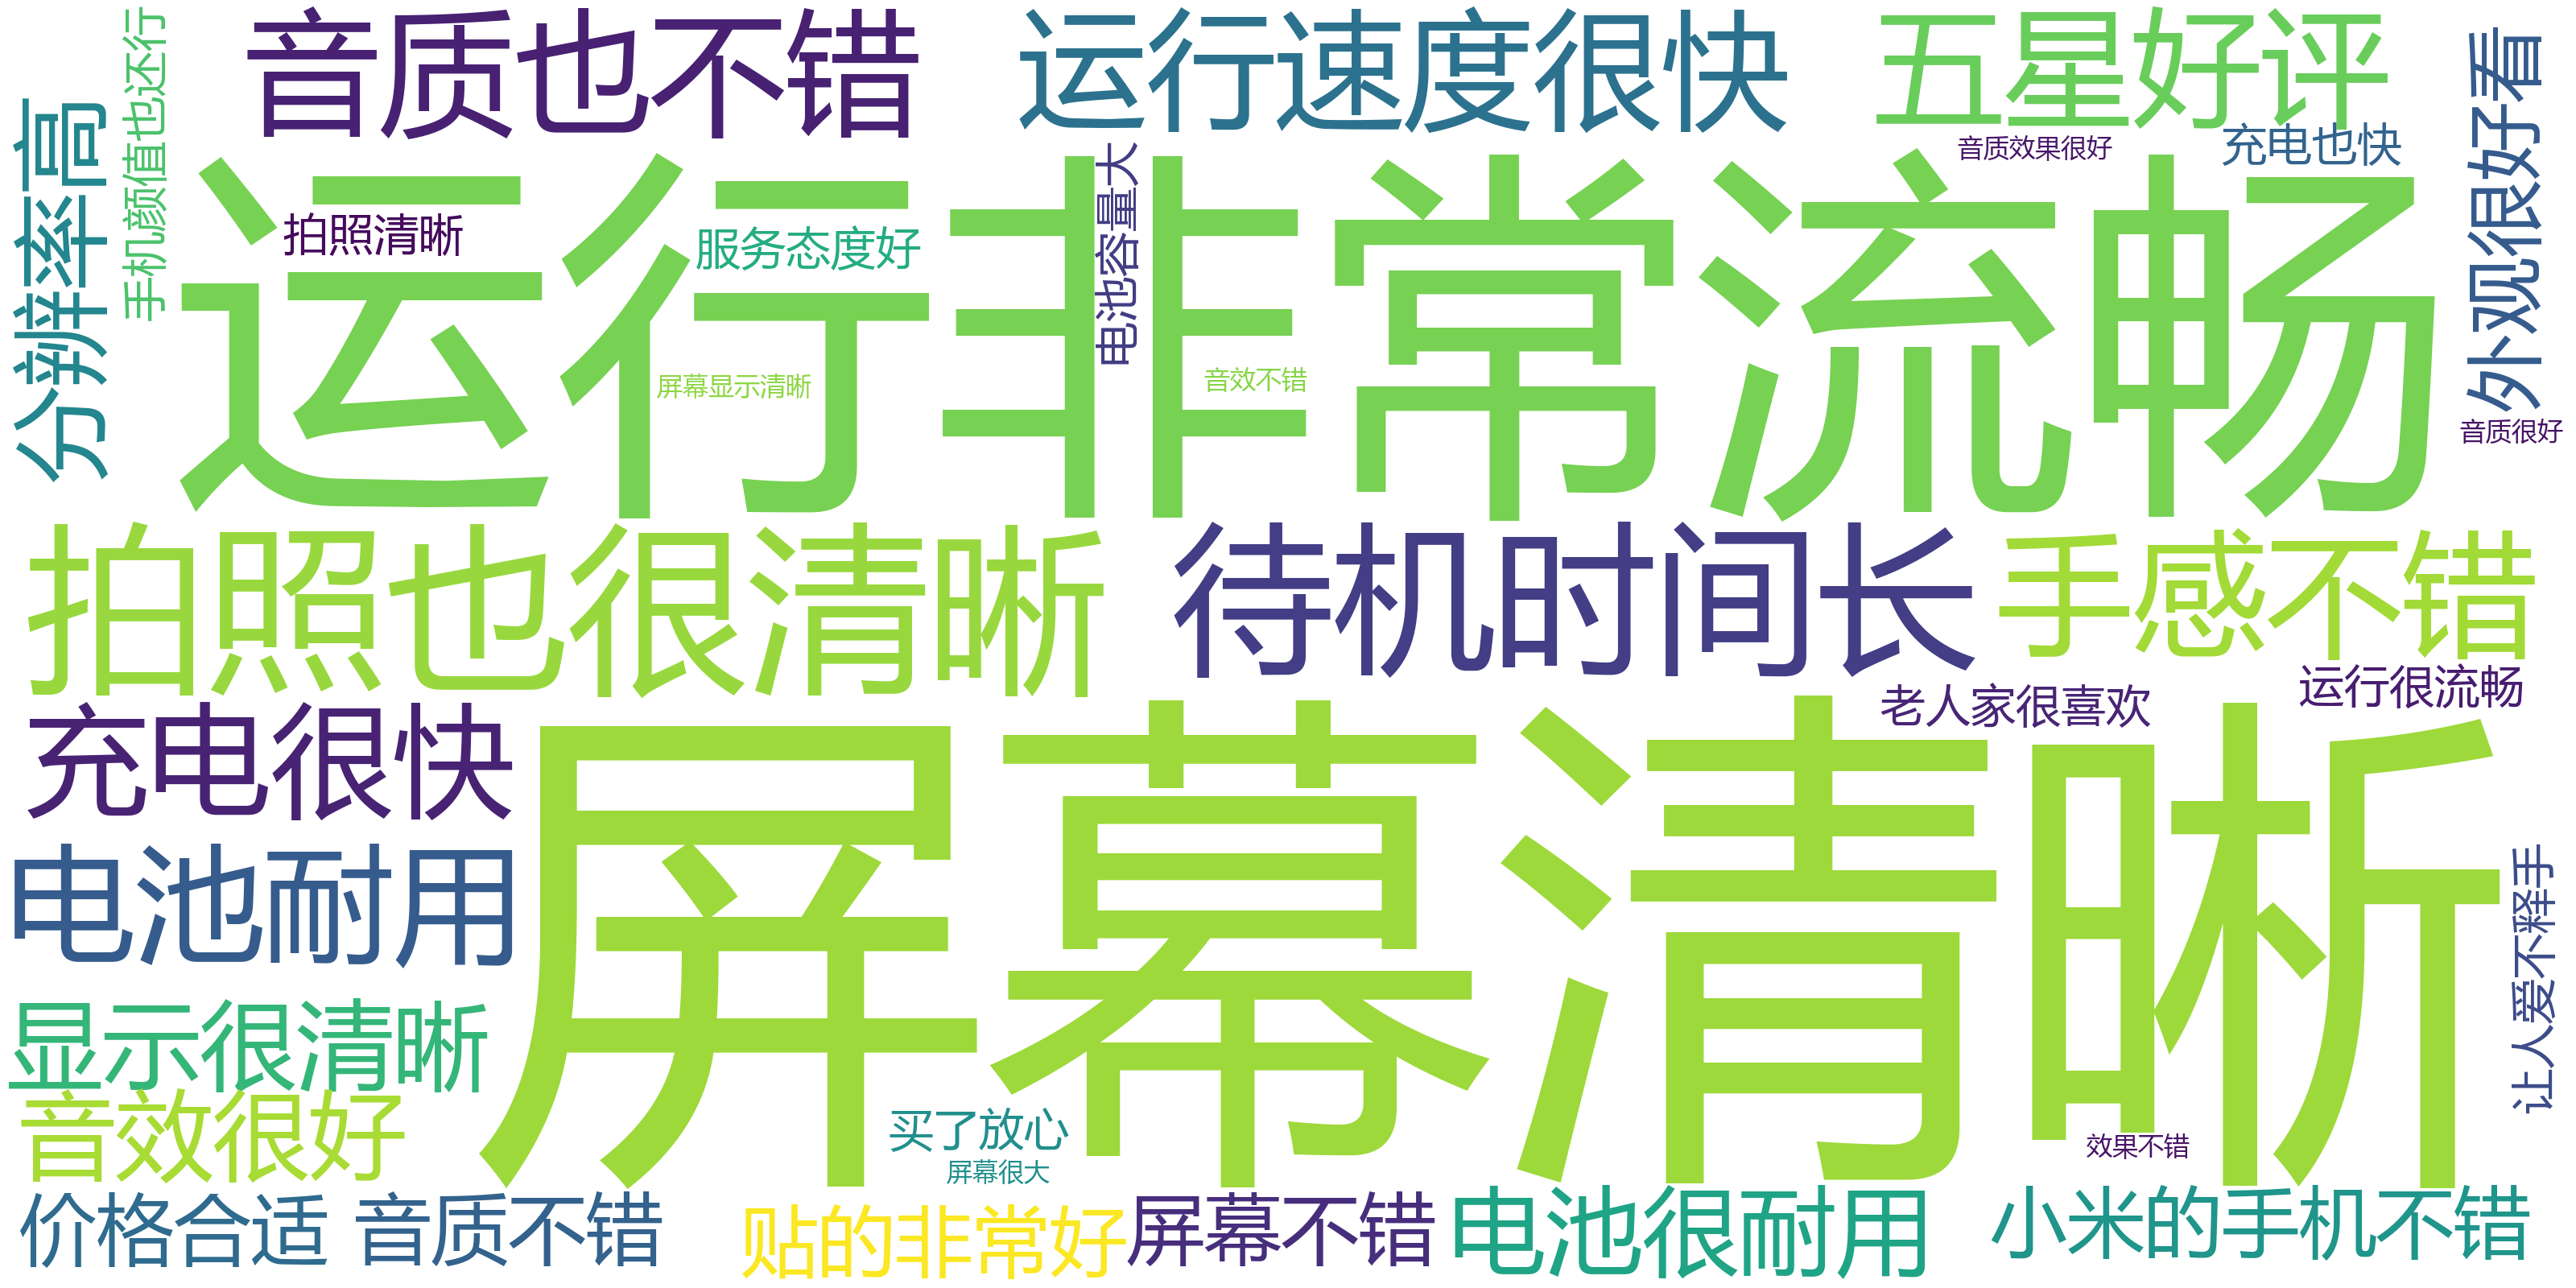 音质也不错
运行速度很快
五星好评
外观很好看
手机颜值也还行
分辨率高
音质效果很好
充电也快
电池容量大
运行非常流畅
拍照清晰
服务态度好
屏幕显示清晰
音效不错
音质很好
拍照也很清晰
待机时间长
手感不错
运行很流畅
老人家很喜欢
充电很快
屏幕清晰
电池耐用
让人爱不释手
显示很清晰
音效很好
买了放心
屏幕很大
效果不错
价格合适
音质不错
贴的非常好
屏幕不错
电池很耐用
小米的手机不错